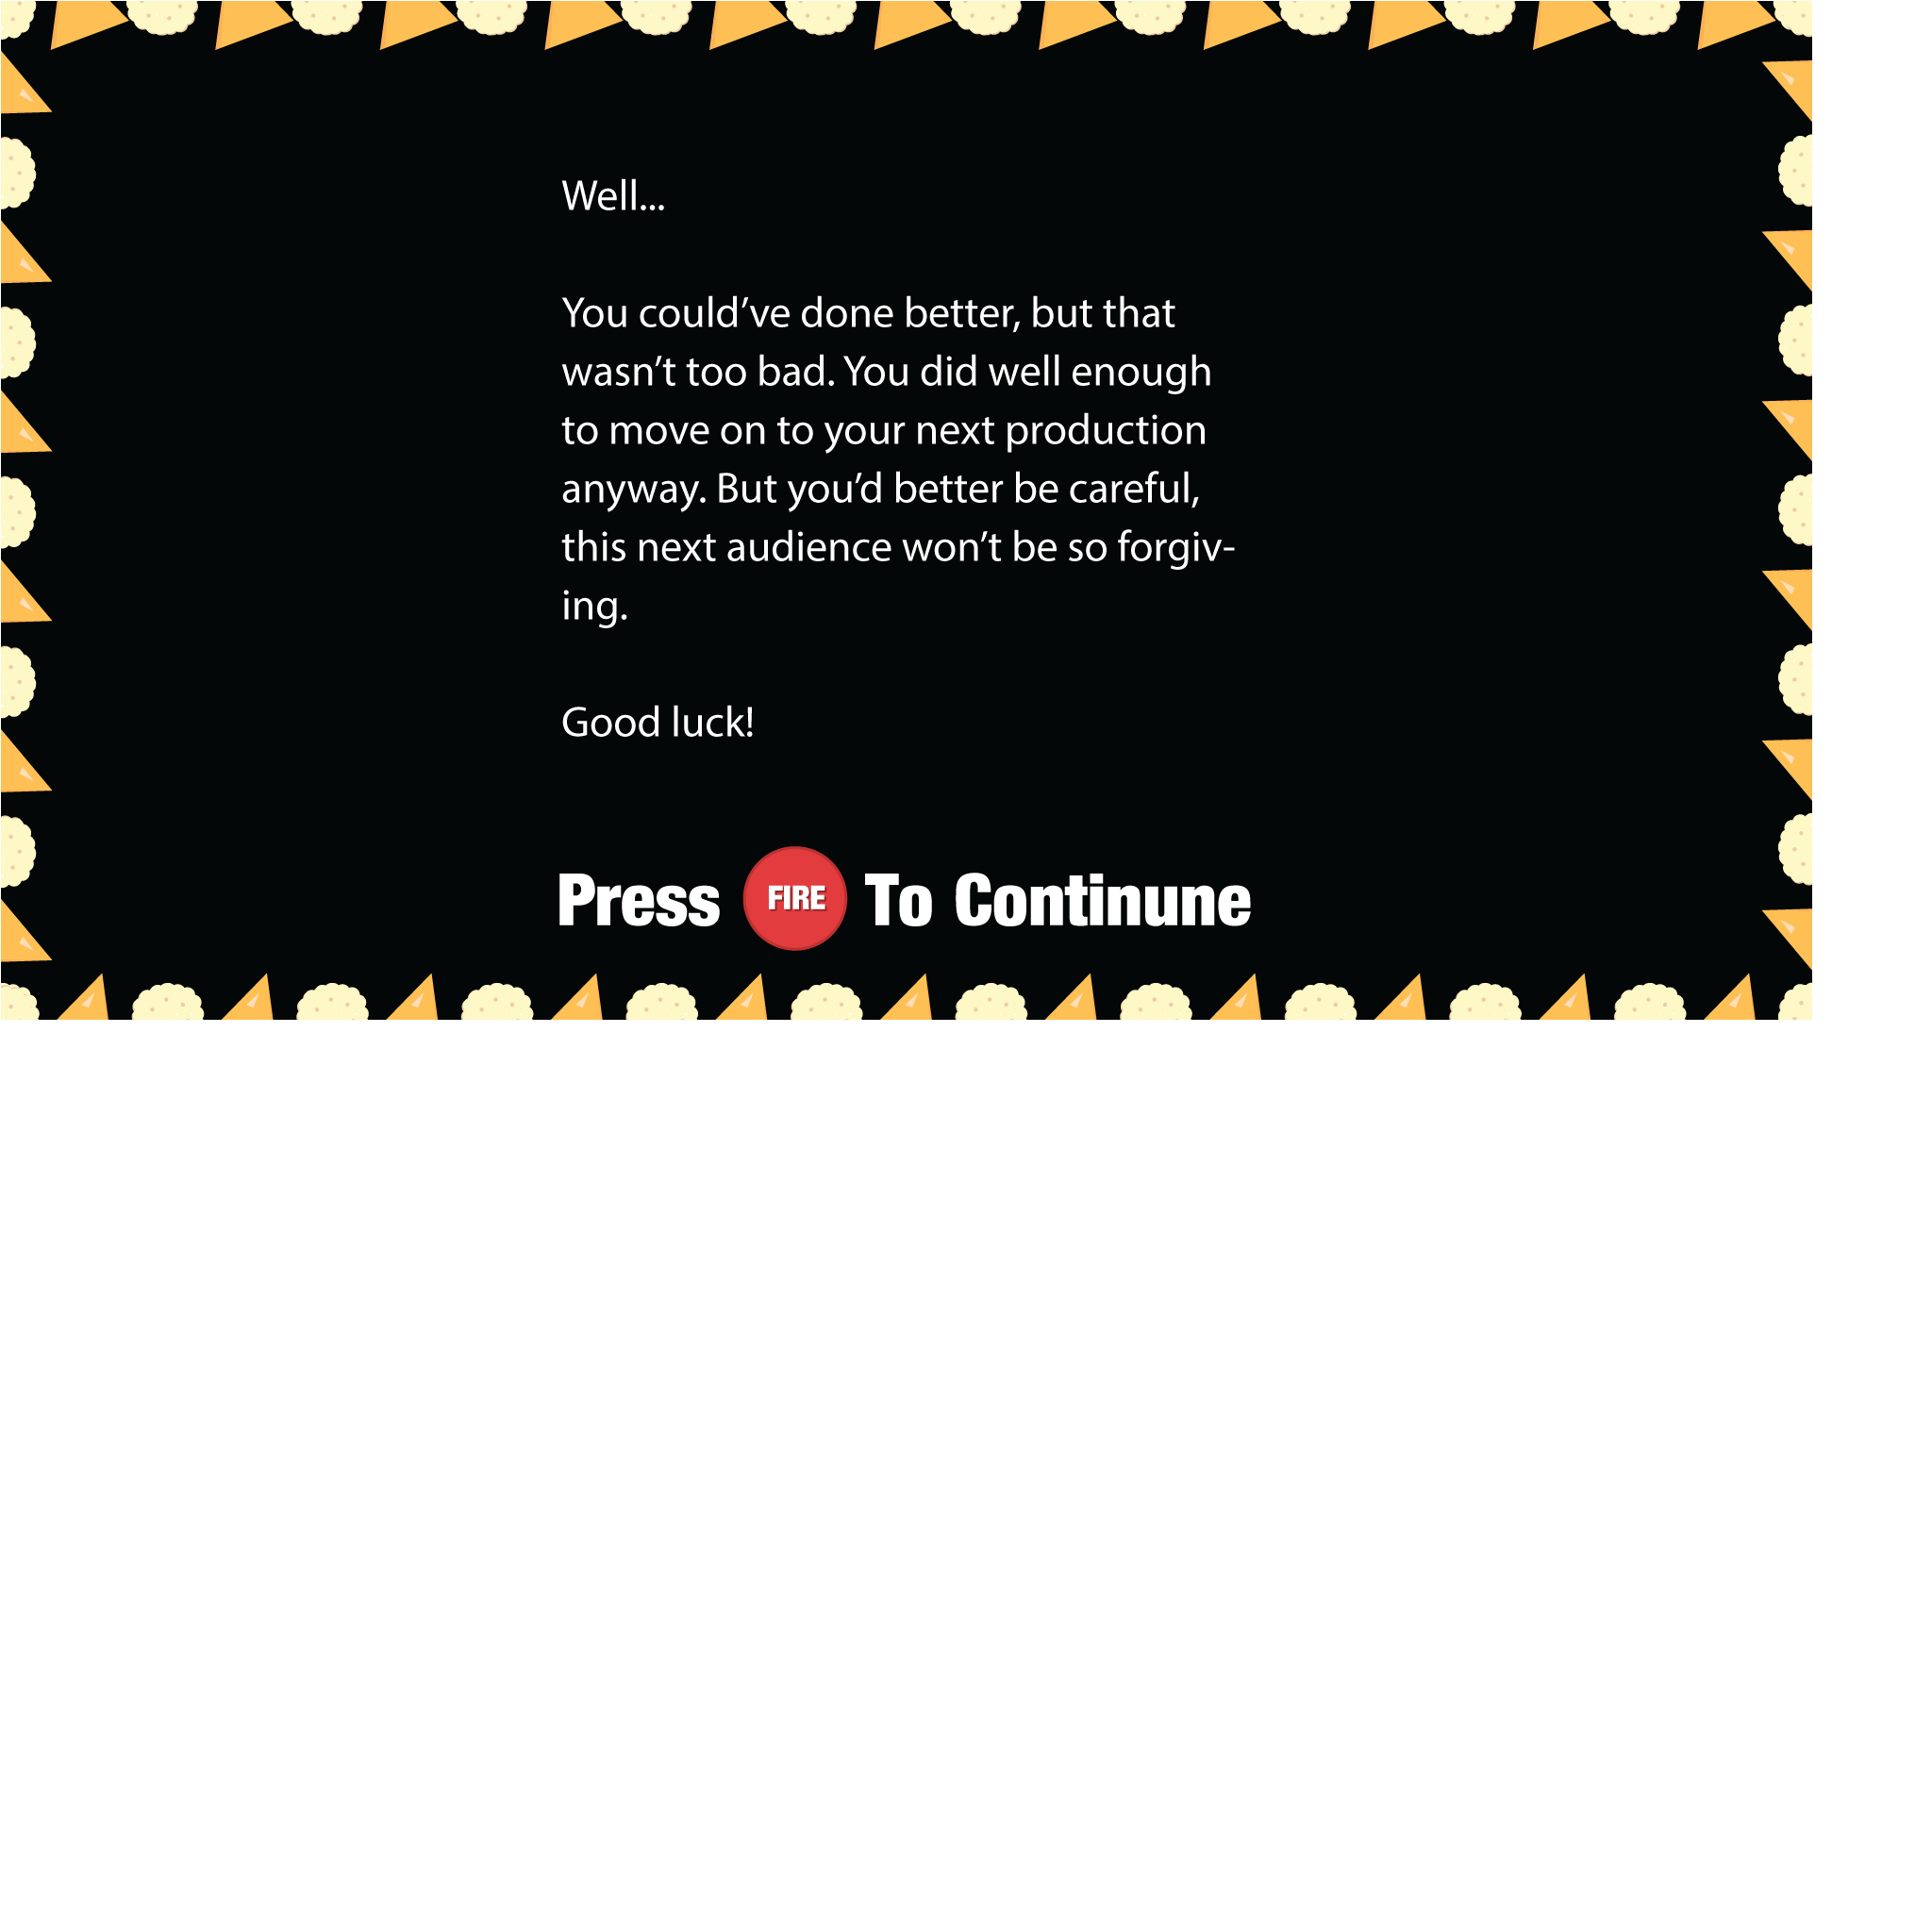 Well...
You could’ve done better, but that
wasn’t too bad. You did well enough
to move on to your next production
anyway. But you’d better be careful,
this next audience won’t be so forgiv-
ing.
Good luck!
Press FIRE To Continune